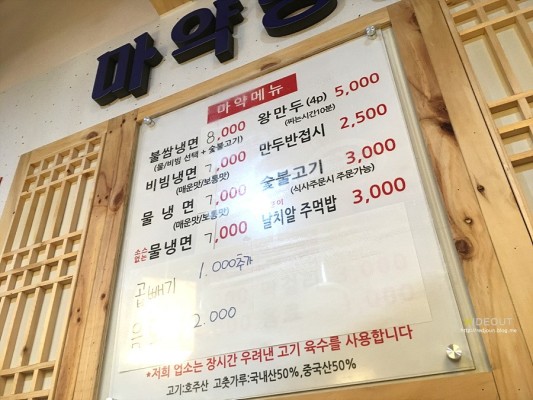 마약
마약메뉴
불쌈냉면 8,000
(물/비빔 선택 + 숯불고기)
비빔냉면 7,000
(매운맛/보통맛)
물냉면 7,000
(매운맛/보통맛)
소스없는 물냉면 7,000
곱빼기 1.000추가
2.000
왕만두 (4p) 5,000
(찌는시간10분)
만두반접시 2,500
숯불고기 3,000
(식사주문시 주문가능)
날치알 주먹밥 3,000
*저희 업소는 장시간 우려낸 고기 육수를 사용합니다
고기:호주산 고춧가루:국내산50%,중국산50%